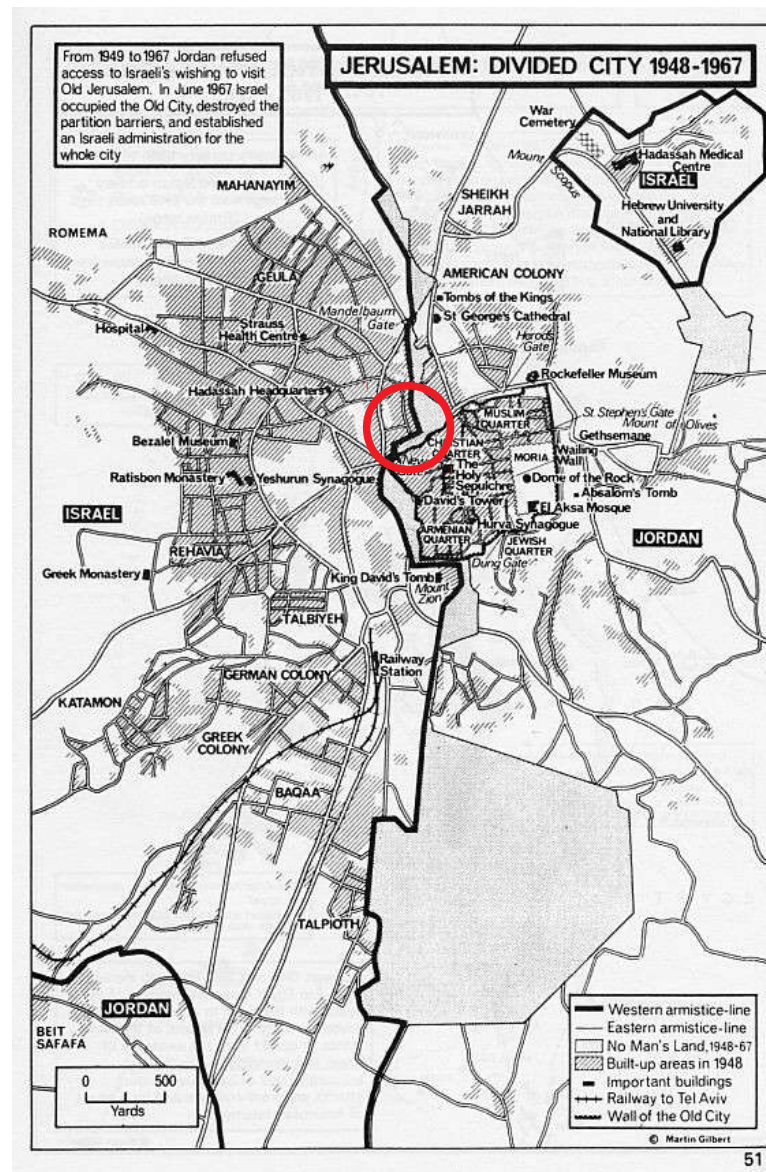 From 1949 to 1967 Jordan refused
access to Israeli's wishing to visit
Old Jerusalem. In June 1967 Israel
occupied the Old City, destroyed the
partition barriers, and established
an Israeli administration for the
whole city
JERUSALEM: DIVIDED CITY 1948-1967
War
Cemetery
Mount Scopus
Hadassah Medical
Centre
ISRAEL
Hebrew University
and
National Library
MAHANAYIM
SHEIKH
JARRAH
ROMEMA
GEULA
AMERICAN COLONY
Mandelbaum
Gate
Tombs of the Kings
St George's Cathedral
Hospital
Strauss
Health Centre
Herod's
Gate
Rockefeller Museum
Hadassah Headquarters
MUSLIM
QUARTER
St Stephen's Gate
Mount of Olives
Gethsemane
Bezalel Museum
CHRISTIAN
QUARTER
New
MORIA
Wailing
Wall
Ratisbon Monastery
Yeshurun Synagogue
The
Holy
Sepulchre
Dome of the Rock
Absalom's Tomb
David's Tower
El Aksa Mosque
ISRAEL
Hurva Synagogue
ARMENIAN
QUARTER
JEWISH
QUARTER
JORDAN
REHAVIA
Dung Gate
Greek Monastery
King David's Tomb
Mount
Zion
TALBIYEH
Railway
Station
GERMAN COLONY
KATAMON
GREEK
COLONY
BAQAA
TALPIOTH
JORDAN
BEIT
SAFAFA
0 500
Yards
Western armistice-line
Eastern armistice-line
No Man's Land, 1948-67
Built-up areas in 1948
Important buildings
Railway to Tel Aviv
Wall of the Old City
© Martin Gilbert
51